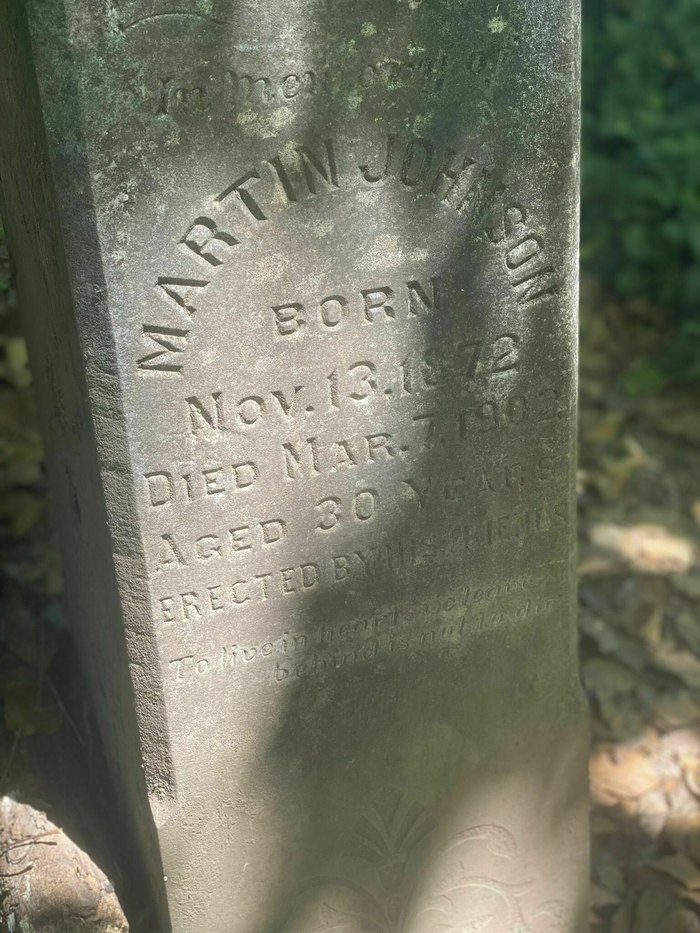 In memory of
MARTIN JOHNSON
BORN
NOV. 13, 1872
DIED MAR. 7, 1902
AGED 30 YEARS
ERECTED BY HIS FRIENDS
To live in hearts we leave
behind is not to die